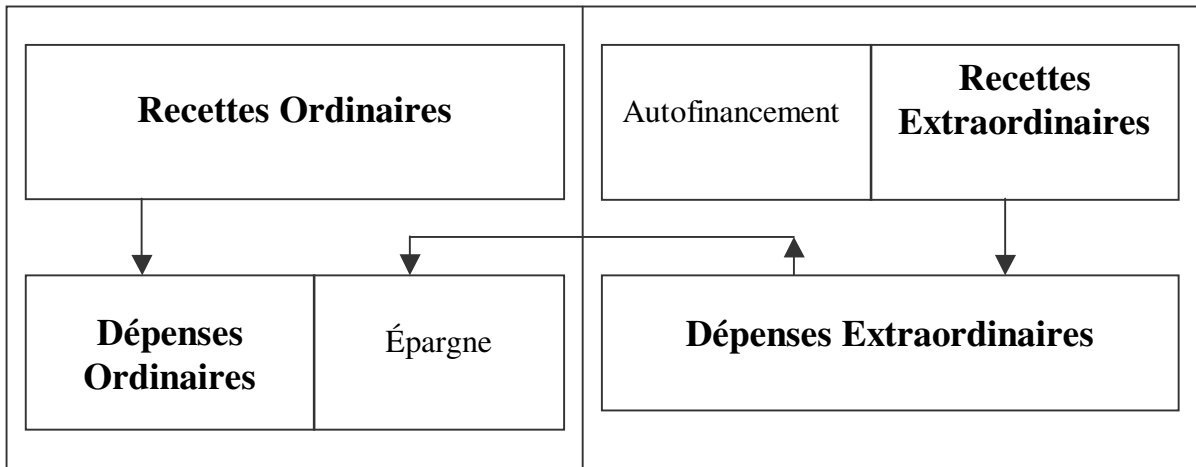 Recettes Ordinaires
Autofinancement
Recettes
Extraordinaires
Dépenses
Ordinaires
Épargne
Dépenses Extraordinaires